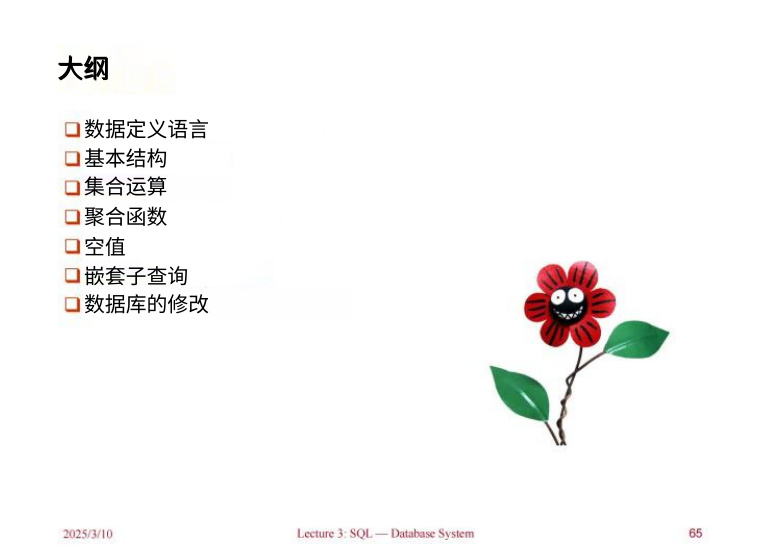 大纲
数据定义语言
基本结构
集合运算
聚合函数
空值
嵌套子查询
数据库的修改
2025/3/10
Lecture 3: SQL — Database System
65